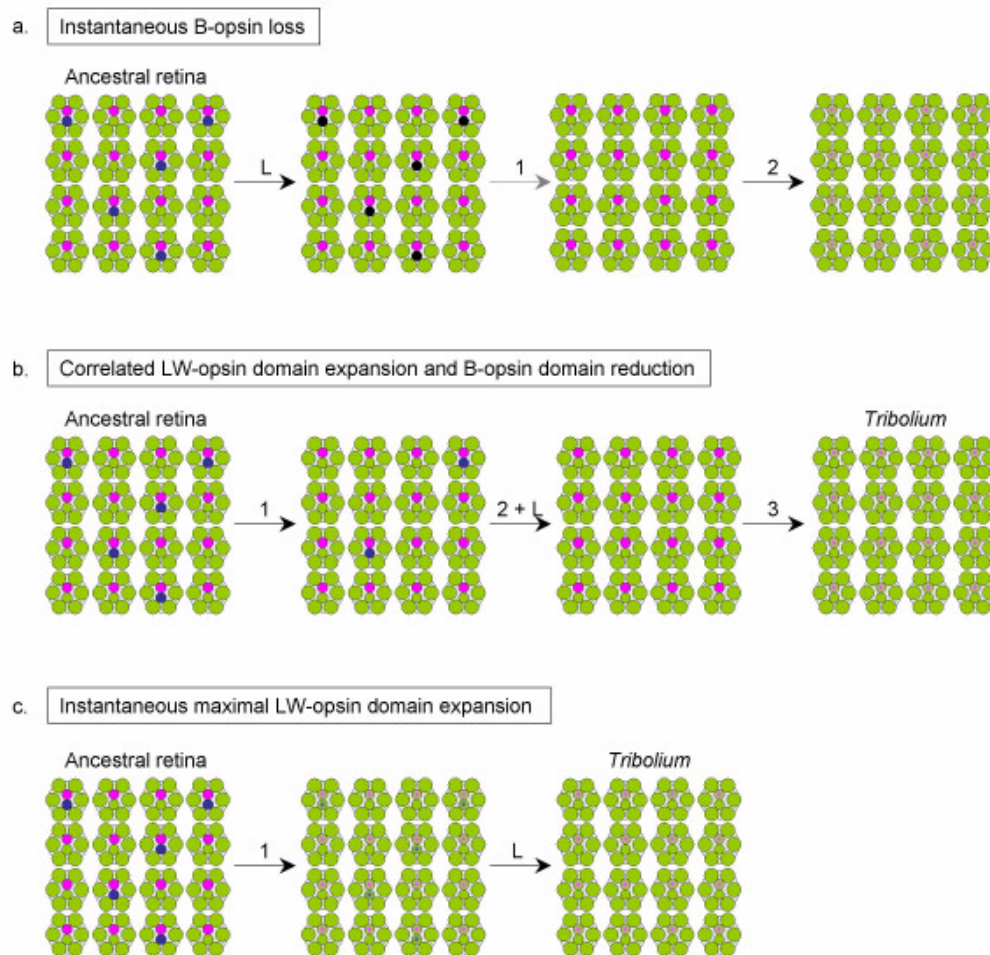 a. Instantaneous B-opsin loss
Ancestral retina
L 1 2
b. Correlated LW-opsin domain expansion and B-opsin domain reduction
Ancestral retina Tribolium
1 2 + L 3
c. Instantaneous maximal LW-opsin domain expansion
Ancestral retina Tribolium
1 L